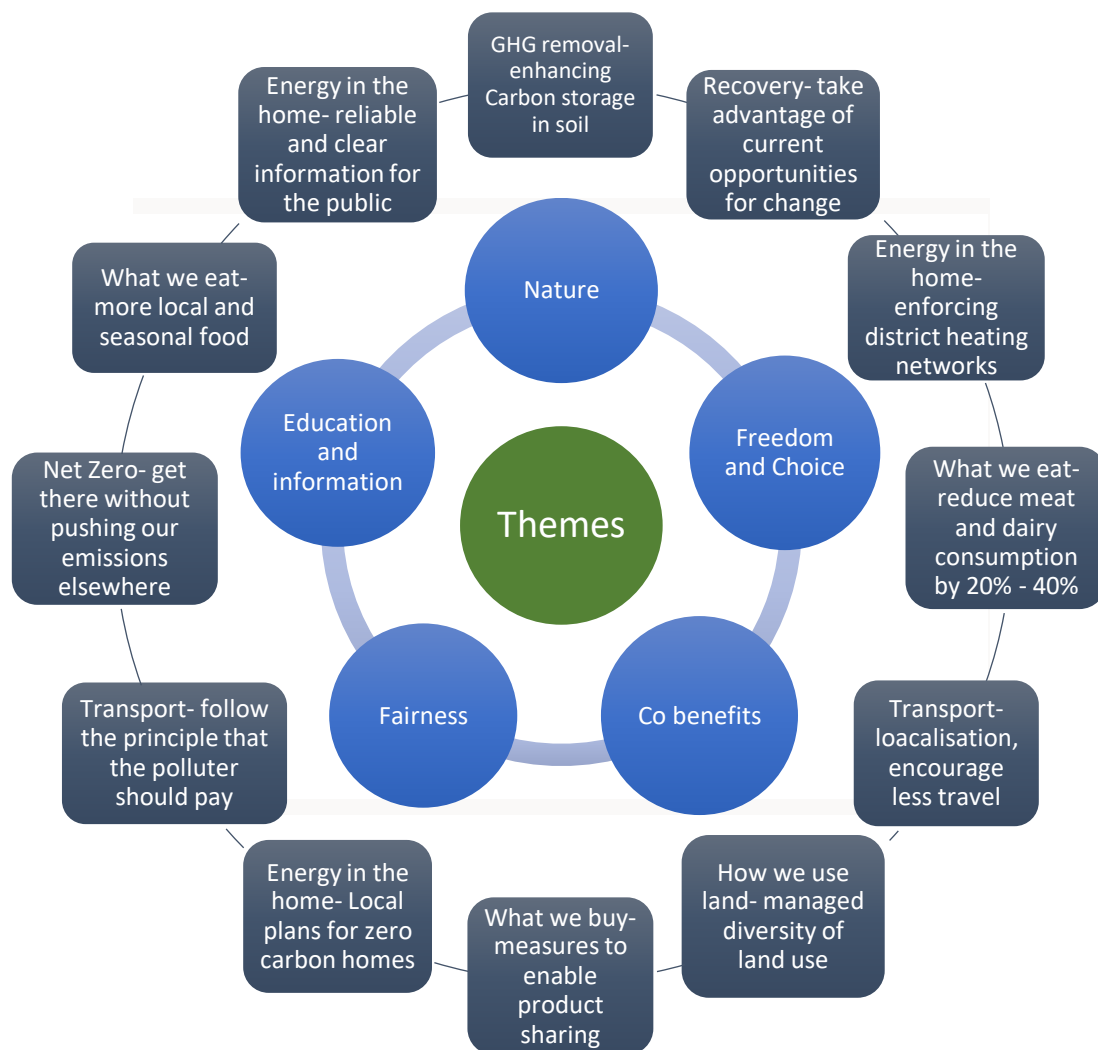 GHG removal-
enhancing
Carbon storage
in soil
Recovery- take
advantage of
current
opportunities
for change
Energy in the
home-
enforcing
district heating
networks
What we eat-
reduce meat
and dairy
consumption
by 20% - 40%
Transport-
loacalisation,
encourage
less travel
How we use
land- managed
diversity of
land use
What we buy-
measures to
enable
product
sharing
Energy in the
home- Local
plans for zero
carbon homes
Transport- follow
the principle that
the polluter
should pay
Net Zero- get
there without
pushing our
emissions
elsewhere
What we eat-
more local and
seasonal food
Energy in the
home- reliable
and clear
information for
the public
Nature
Freedom
and Choice
Co benefits
Fairness
Education
and
information
Themes